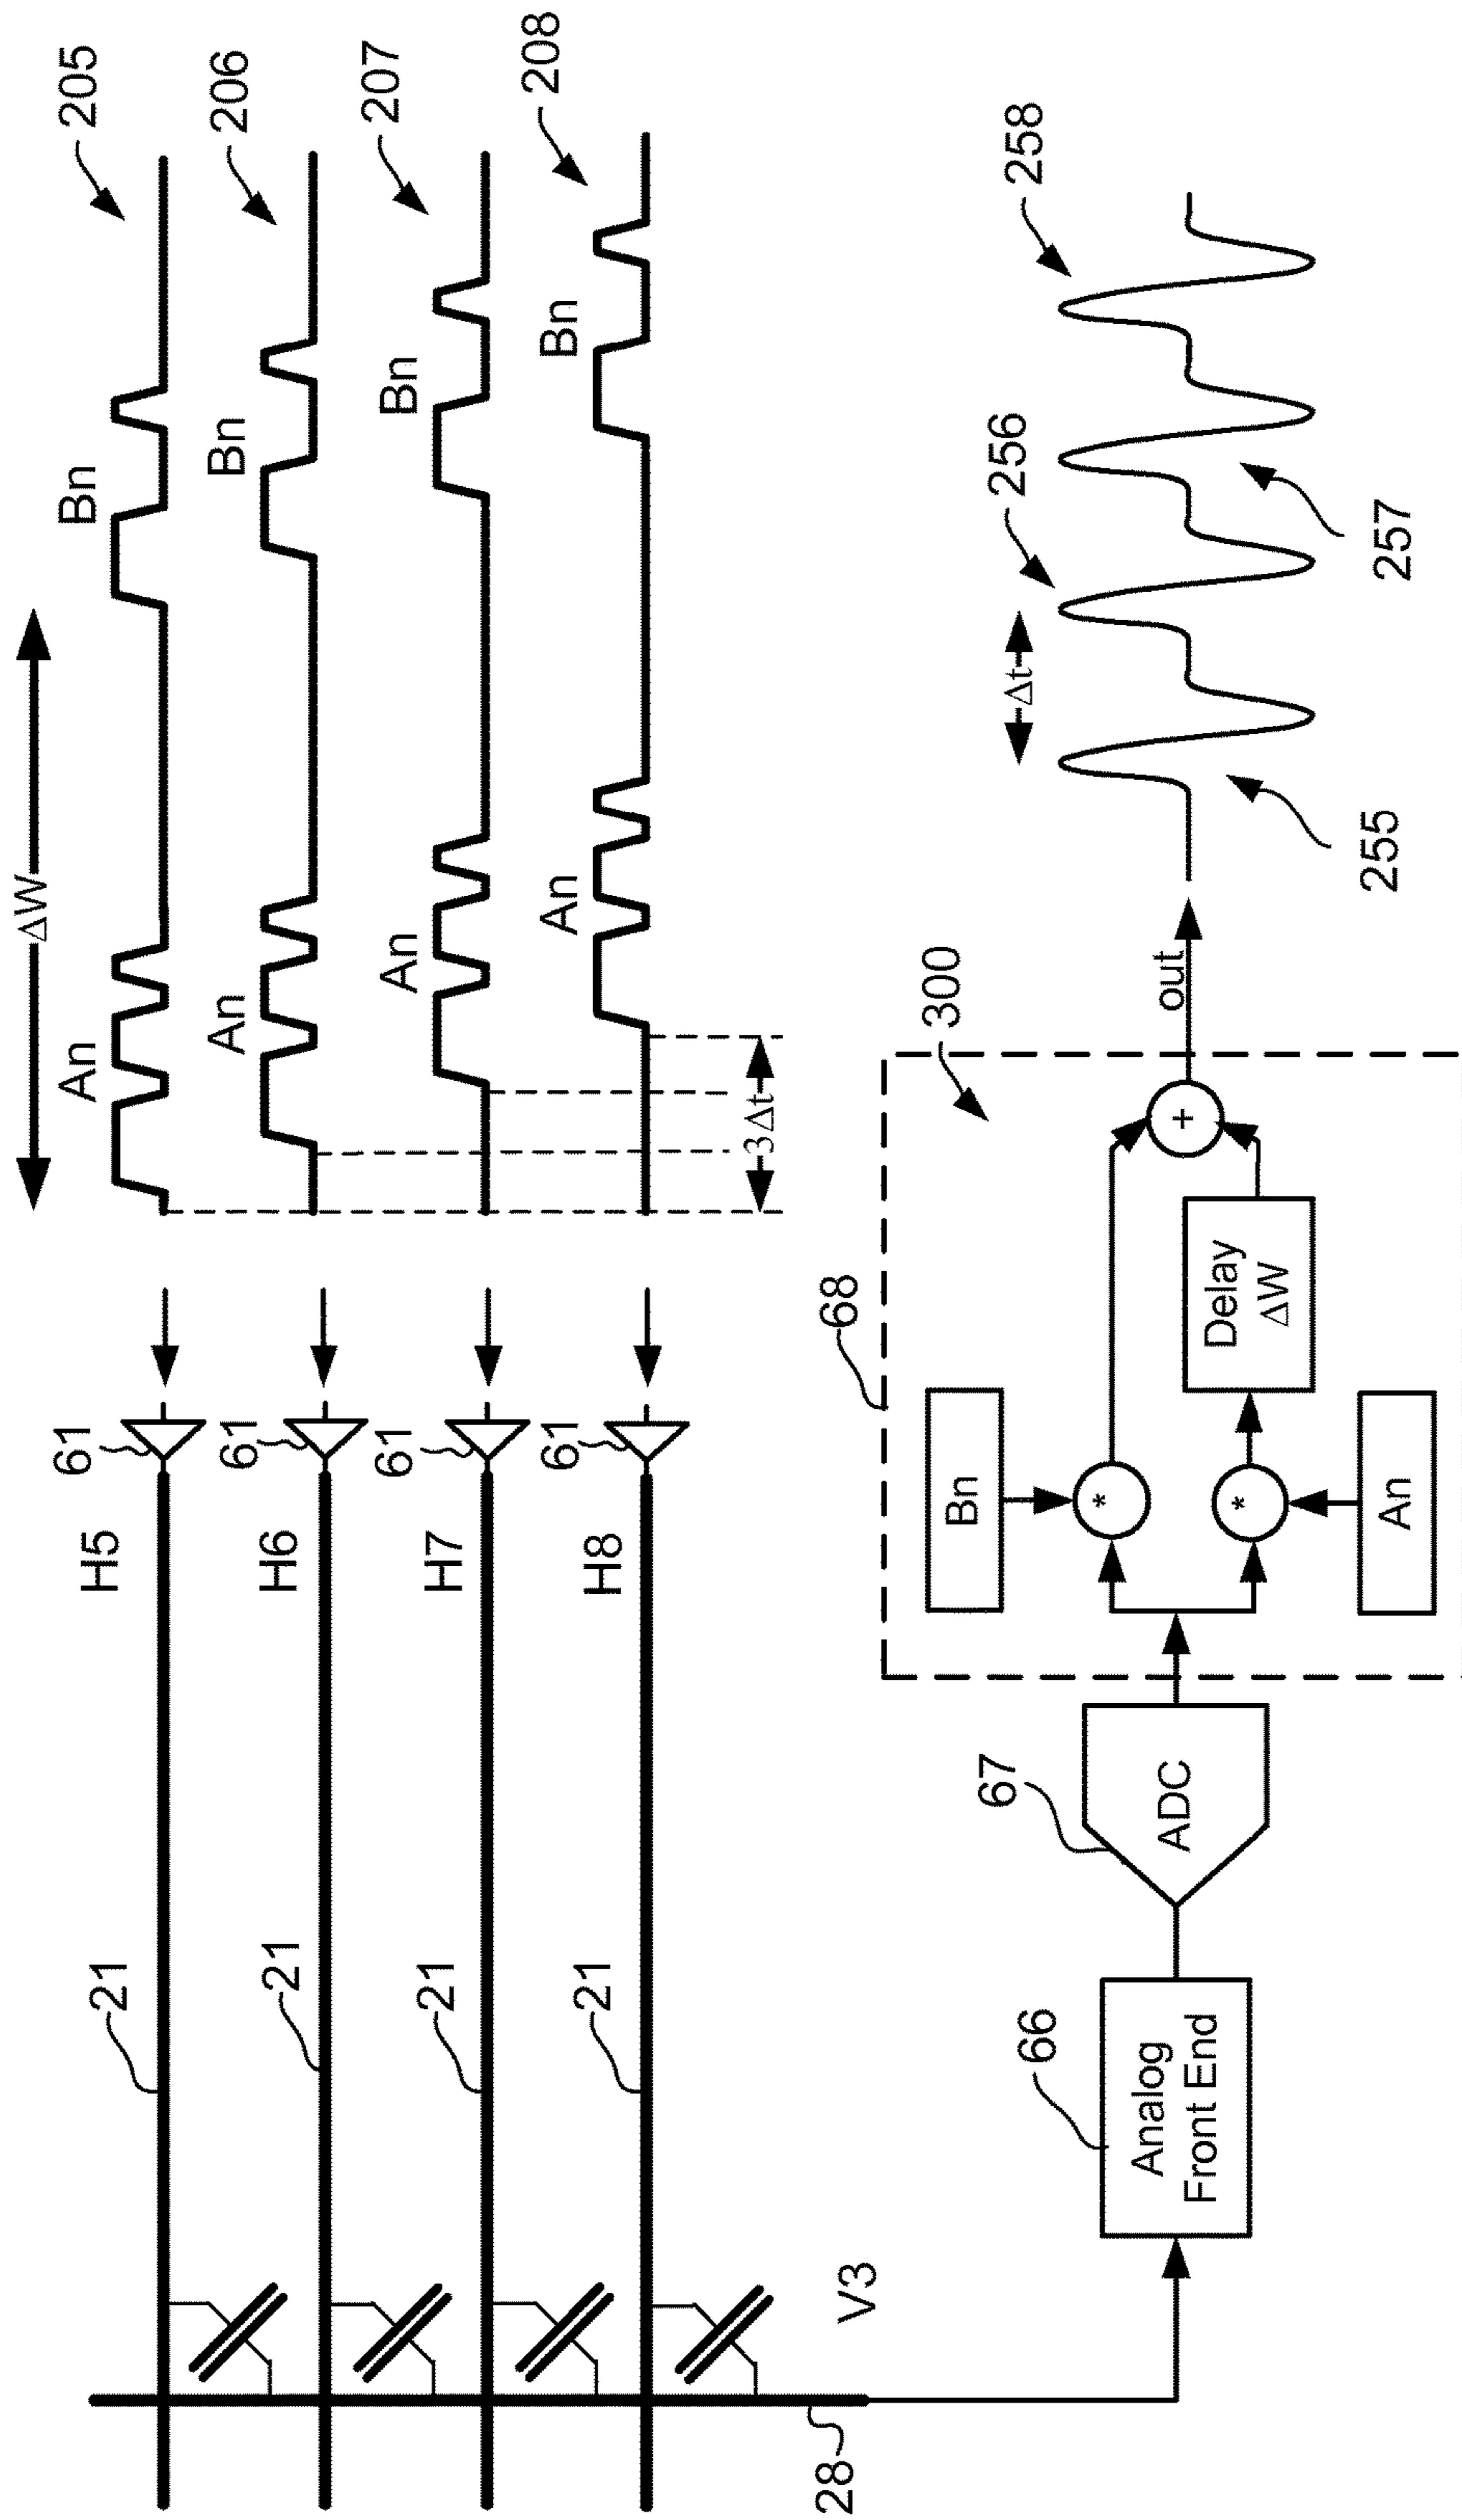 ΔW
An
Bn
205
61
H5
21
An
Bn
206
61
H6
21
An
Bn
207
61
H7
21
An
Bn
208
61
H8
21
3Δt
28
V3
66
Analog
Front End
67
ADC
68
300
Bn
*
*
An
Delay
ΔW
+
out
255
Δt
256
257
258